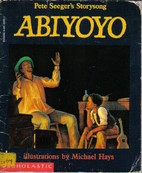 Pete Seeger's Storysong
ABIYOYO
illustrations by Michael Hays
SCHOLASTIC